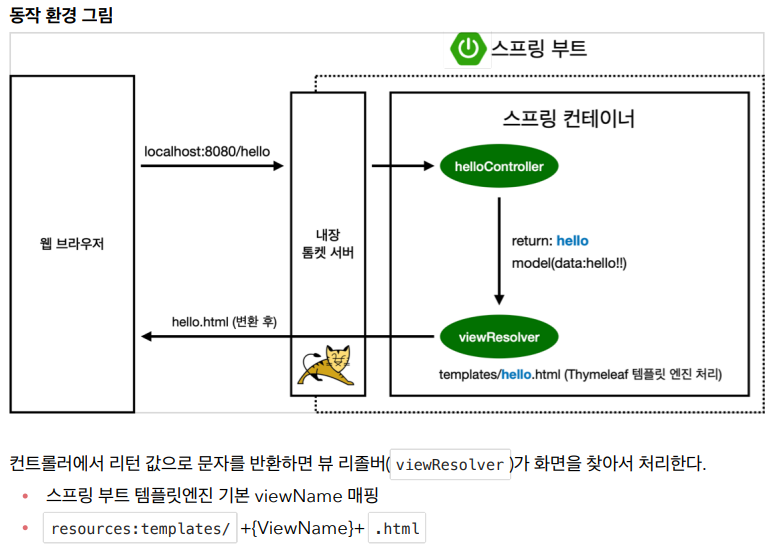 동작 환경 그림
스프링 부트
스프링 컨테이너
localhost:8080/hello
helloController
웹 브라우저
내장
톰켓 서버
return: hello
model(data:hello!!)
hello.html (변환 후)
viewResolver
templates/hello.html (Thymeleaf 템플릿 엔진 처리)
컨트롤러에서 리턴 값으로 문자를 반환하면 뷰 리졸버( viewResolver )가 화면을 찾아서 처리한다.
• 스프링 부트 템플릿엔진 기본 viewName 매핑
• resources:templates/ +{ViewName}+ .html